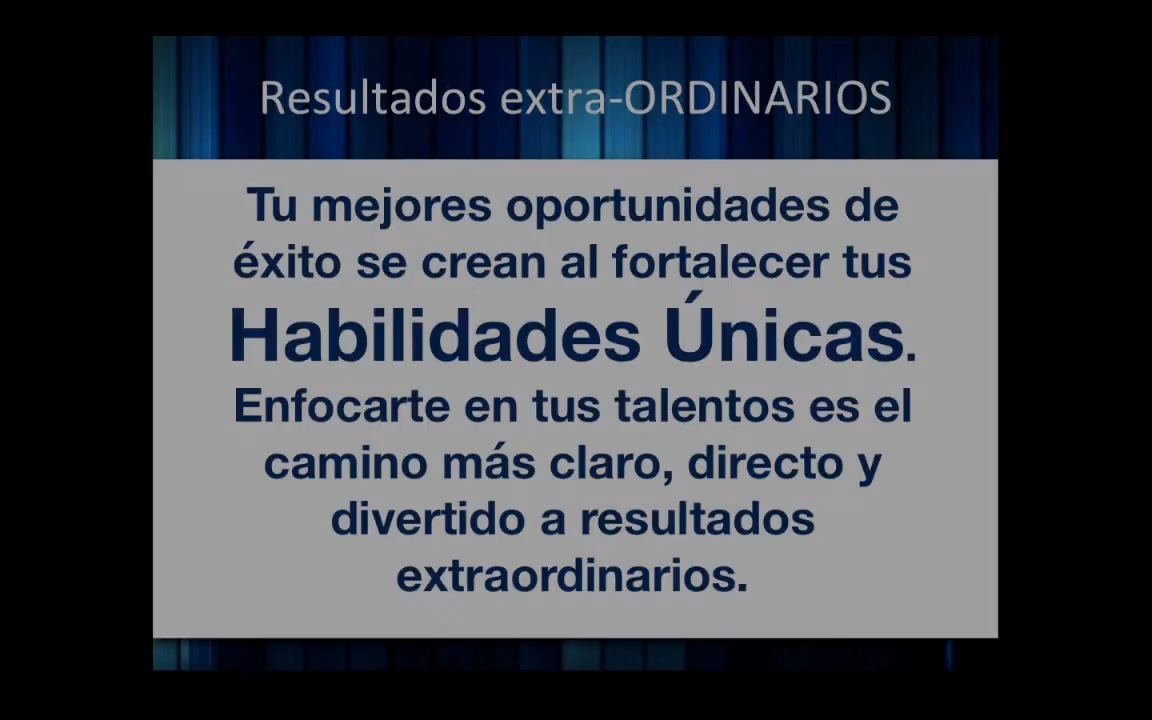 Resultados extra-ORDINARIOS
Tu mejores oportunidades de
éxito se crean al fortalecer tus
Habilidades Únicas.
Enfocarte en tus talentos es el
camino más claro, directo y
divertido a resultados
extraordinarios.